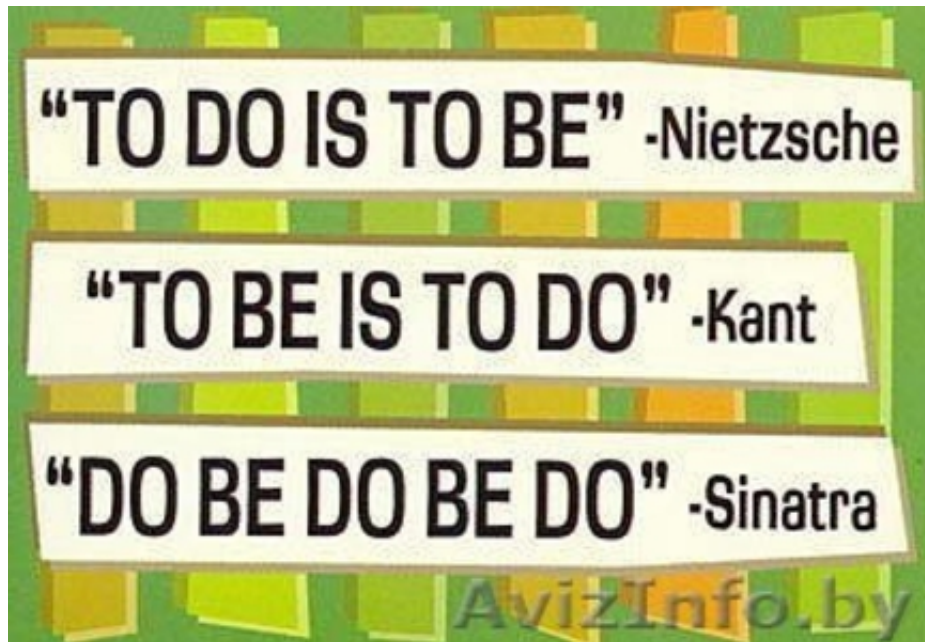 “TO DO IS TO BE” -Nietzsche
“TO BE IS TO DO” -Kant
“DO BE DO BE DO” -Sinatra
AvizInfo.by